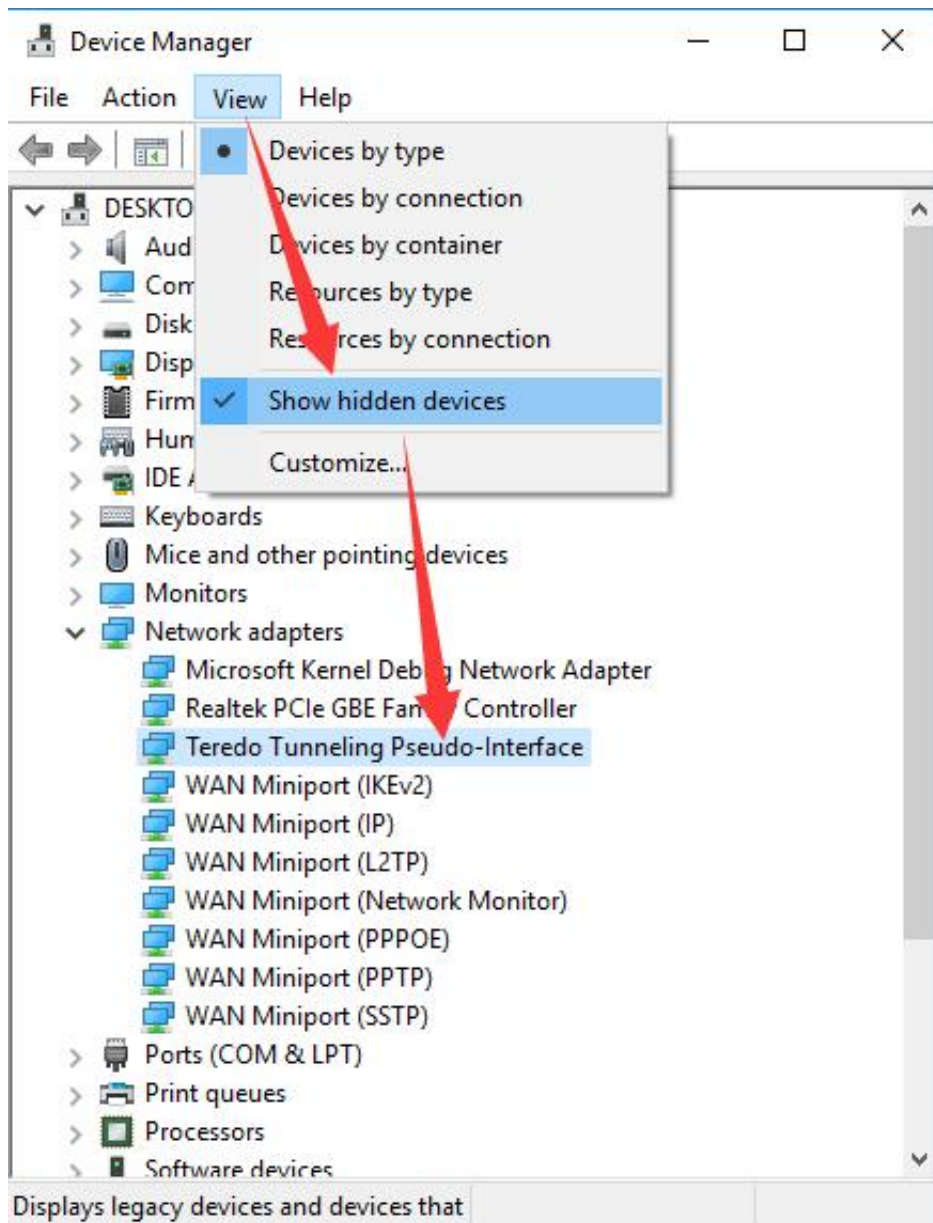 Device Manager
File Action View Help
Devices by type
Devices by connection
Devices by container
Resources by type
Resources by connection
Show hidden devices
Customize...
DESKTO
Aud
Com
Disk
Disp
Firm
Hum
IDE A
Keyboards
Mice and other pointing devices
Monitors
Network adapters
Microsoft Kernel Debug Network Adapter
Realtek PCIe GBE Family Controller
Teredo Tunneling Pseudo-Interface
WAN Miniport (IKEv2)
WAN Miniport (IP)
WAN Miniport (L2TP)
WAN Miniport (Network Monitor)
WAN Miniport (PPPOE)
WAN Miniport (PPTP)
WAN Miniport (SSTP)
Ports (COM & LPT)
Print queues
Processors
Software devices
Displays legacy devices and devices that